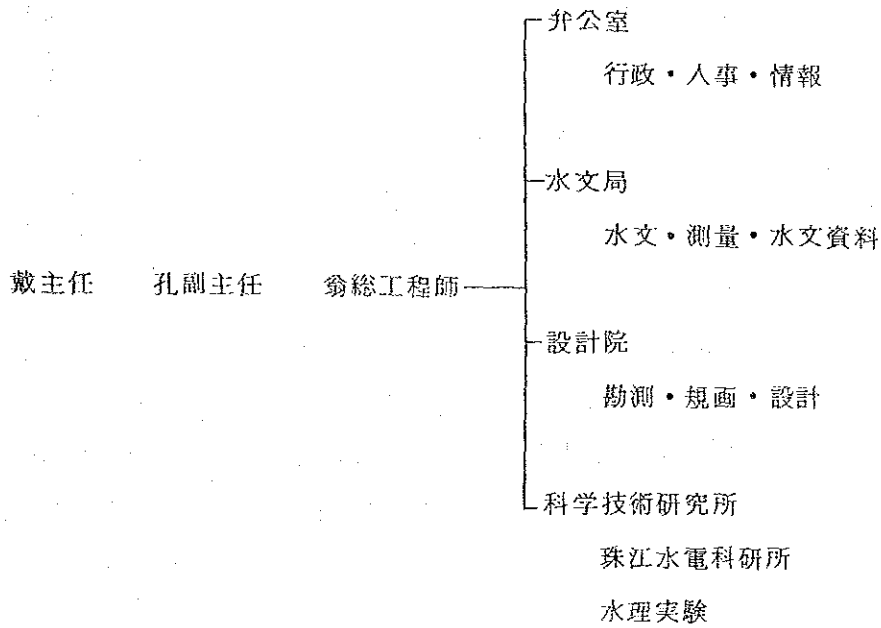 弁公室
行政・人事・情報
水文局
水文・測量・水文資料
戴主任 孔副主任 翁総工程師
設計院
勘測・規画・設計
科学技術研究所
珠江水電科研所
水理実験